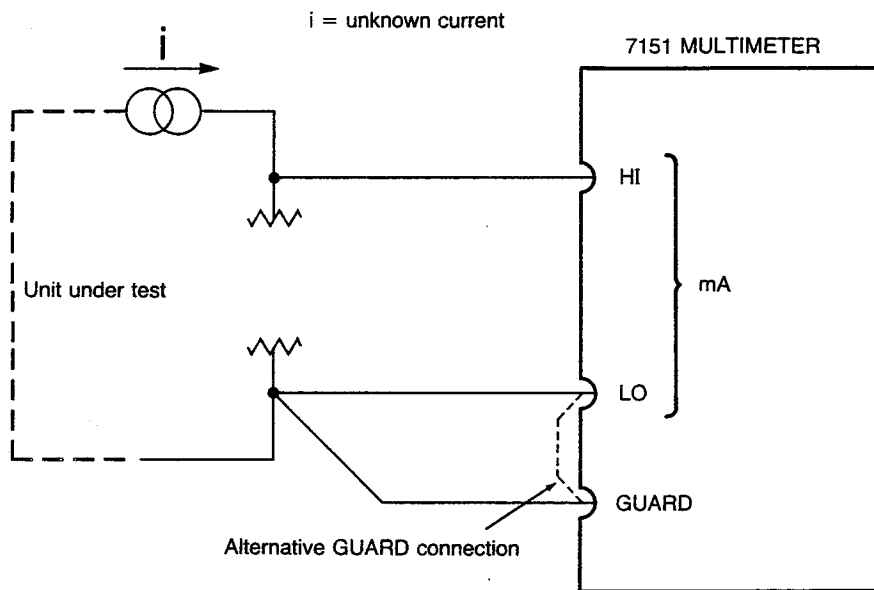 i = unknown current
7151 MULTIMETER
i
HI
Unit under test
mA
LO
GUARD
Alternative GUARD connection